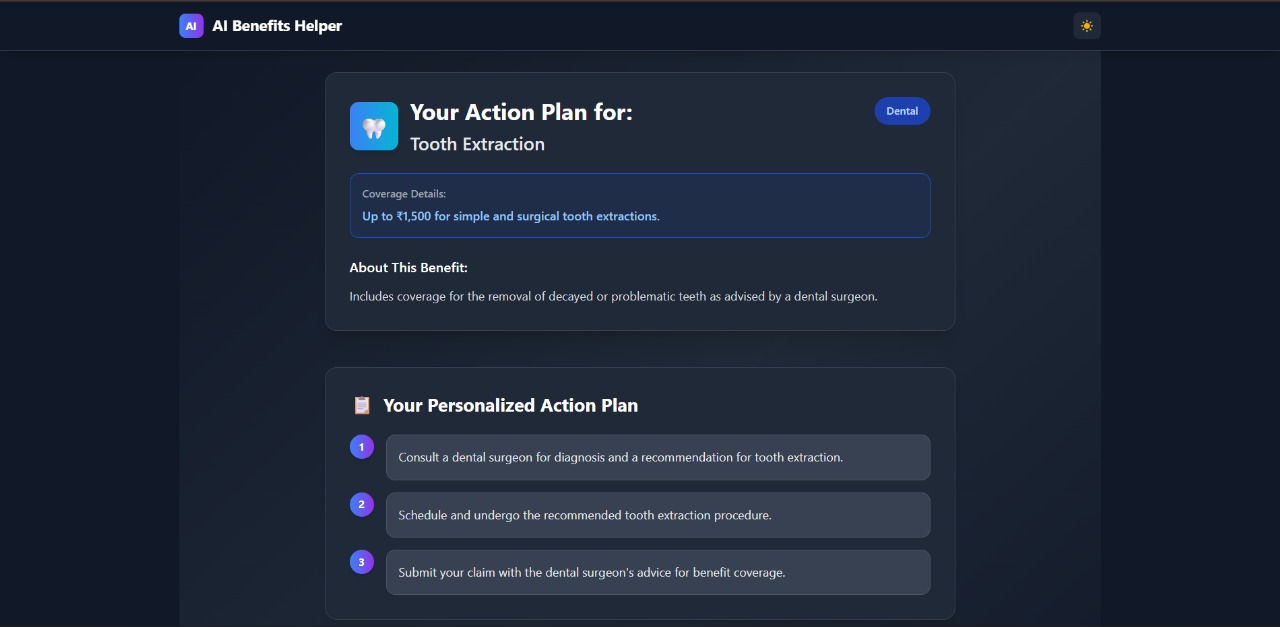 AI AI Benefits Helper
Your Action Plan for:
Dental
Tooth Extraction
Coverage Details:
Up to ₹1,500 for simple and surgical tooth extractions.
About This Benefit:
Includes coverage for the removal of decayed or problematic teeth as advised by a dental surgeon.
Your Personalized Action Plan
1 Consult a dental surgeon for diagnosis and a recommendation for tooth extraction.
2 Schedule and undergo the recommended tooth extraction procedure.
3 Submit your claim with the dental surgeon's advice for benefit coverage.